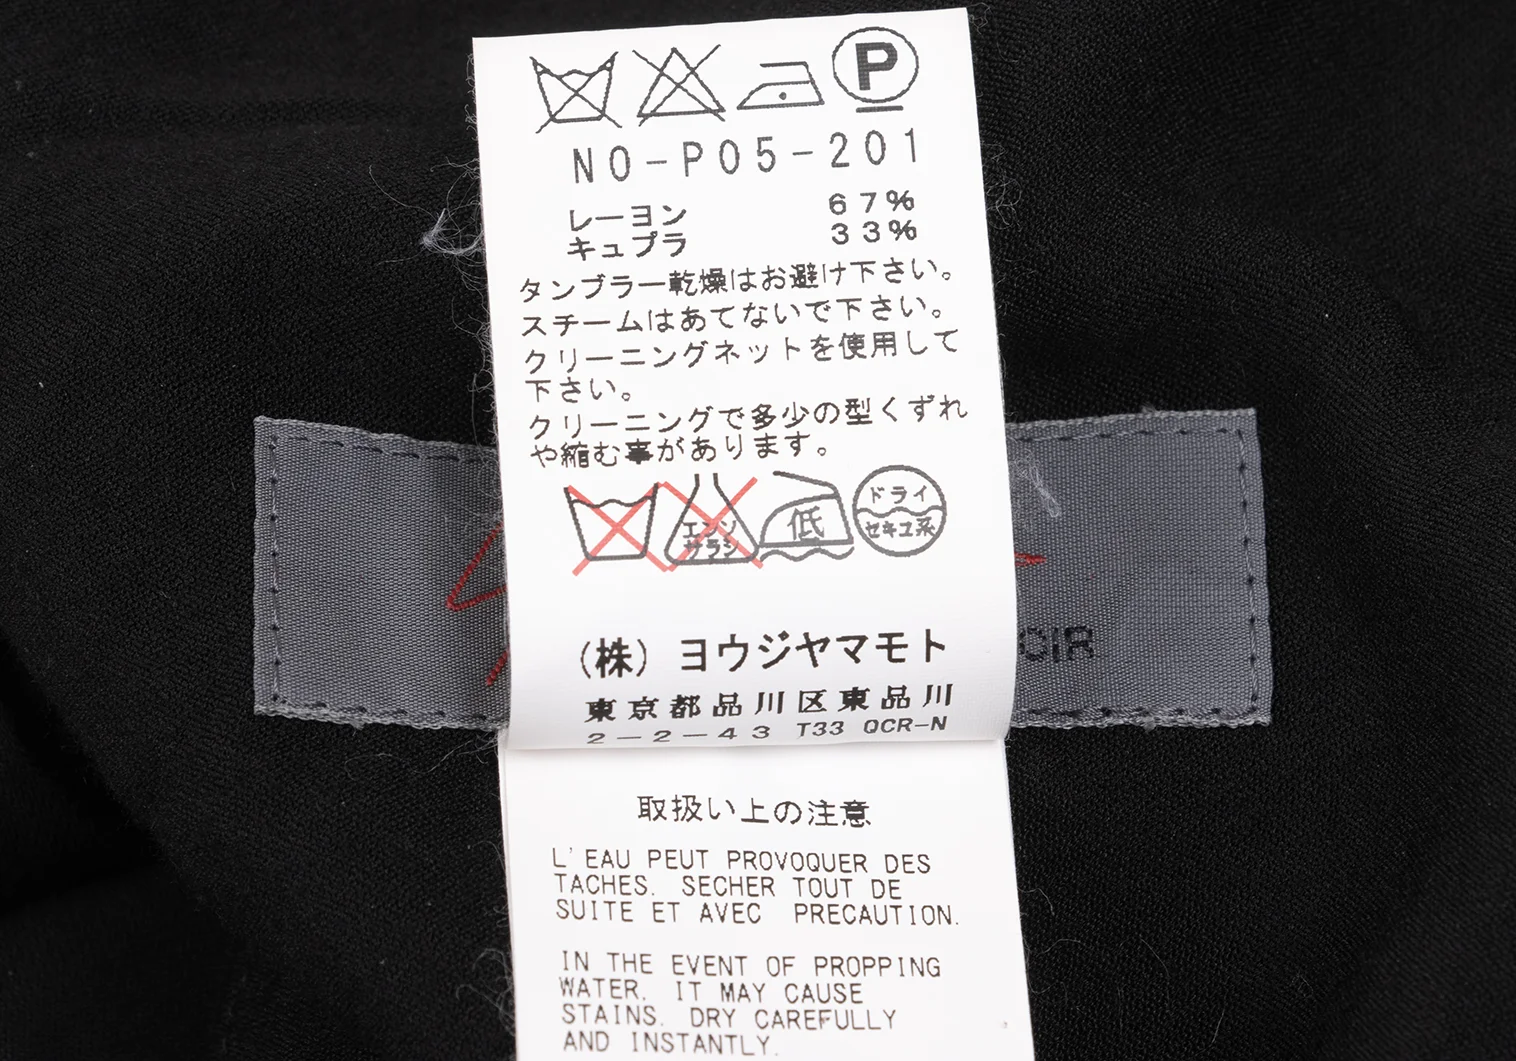 P
NO-P05-201
レーヨン 67%
キュプラ 33%
タンブラー乾燥はお避け下さい。
スチームはあてないで下さい。
クリーニングネットを使用して
下さい。
クリーニングで多少の型くずれ
や縮む事があります。
エンソ
サラシ
低
ドライ
セキユ系
(株) ヨウジヤマモト
東京都品川区東品川
2-2-43 T33 QCR-N
OIR
取扱い上の注意
L'EAU PEUT PROVOQUER DES
TACHES. SECHER TOUT DE
SUITE ET AVEC PRECAUTION.
IN THE EVENT OF PROPPING
WATER, IT MAY CAUSE
STAINS. DRY CAREFULLY
AND INSTANTLY.